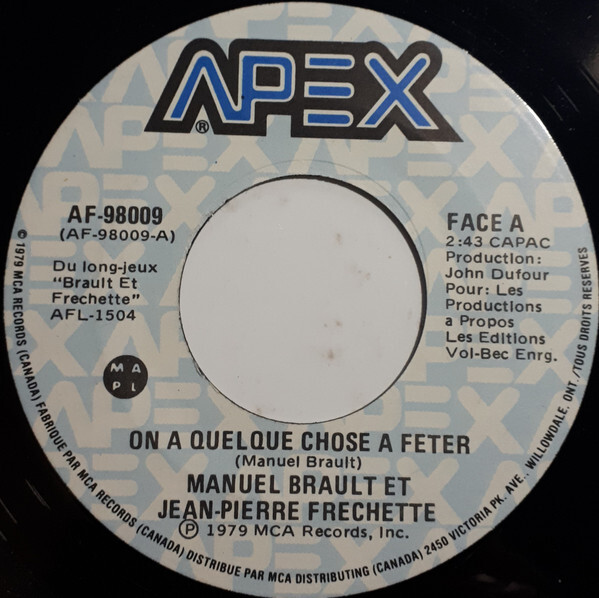 APEX
®
AF-98009
(AF-98009-A)
Du long-jeux
"Brault Et
Frechette"
AFL-1504
M A
P L
FACE A
2:43 CAPAC
Production:
John Dufour
Pour: Les
Productions
a Propos
Les Editions
Vol-Bec Enrg.
ON A QUELQUE CHOSE A FETER
(Manuel Brault)
MANUEL BRAULT ET
JEAN-PIERRE FRECHETTE
Ⓟ 1979 MCA Records, Inc.
© 1979 MCA RECORDS (CANADA) FABRIQUE PAR MCA RECORDS (CANADA) DISTRIBUE PAR MCA DISTRIBUTING (CANADA) 2450 VICTORIA PK. AVE., WILLOWDALE, ONT./TOUS DROITS RESERVES